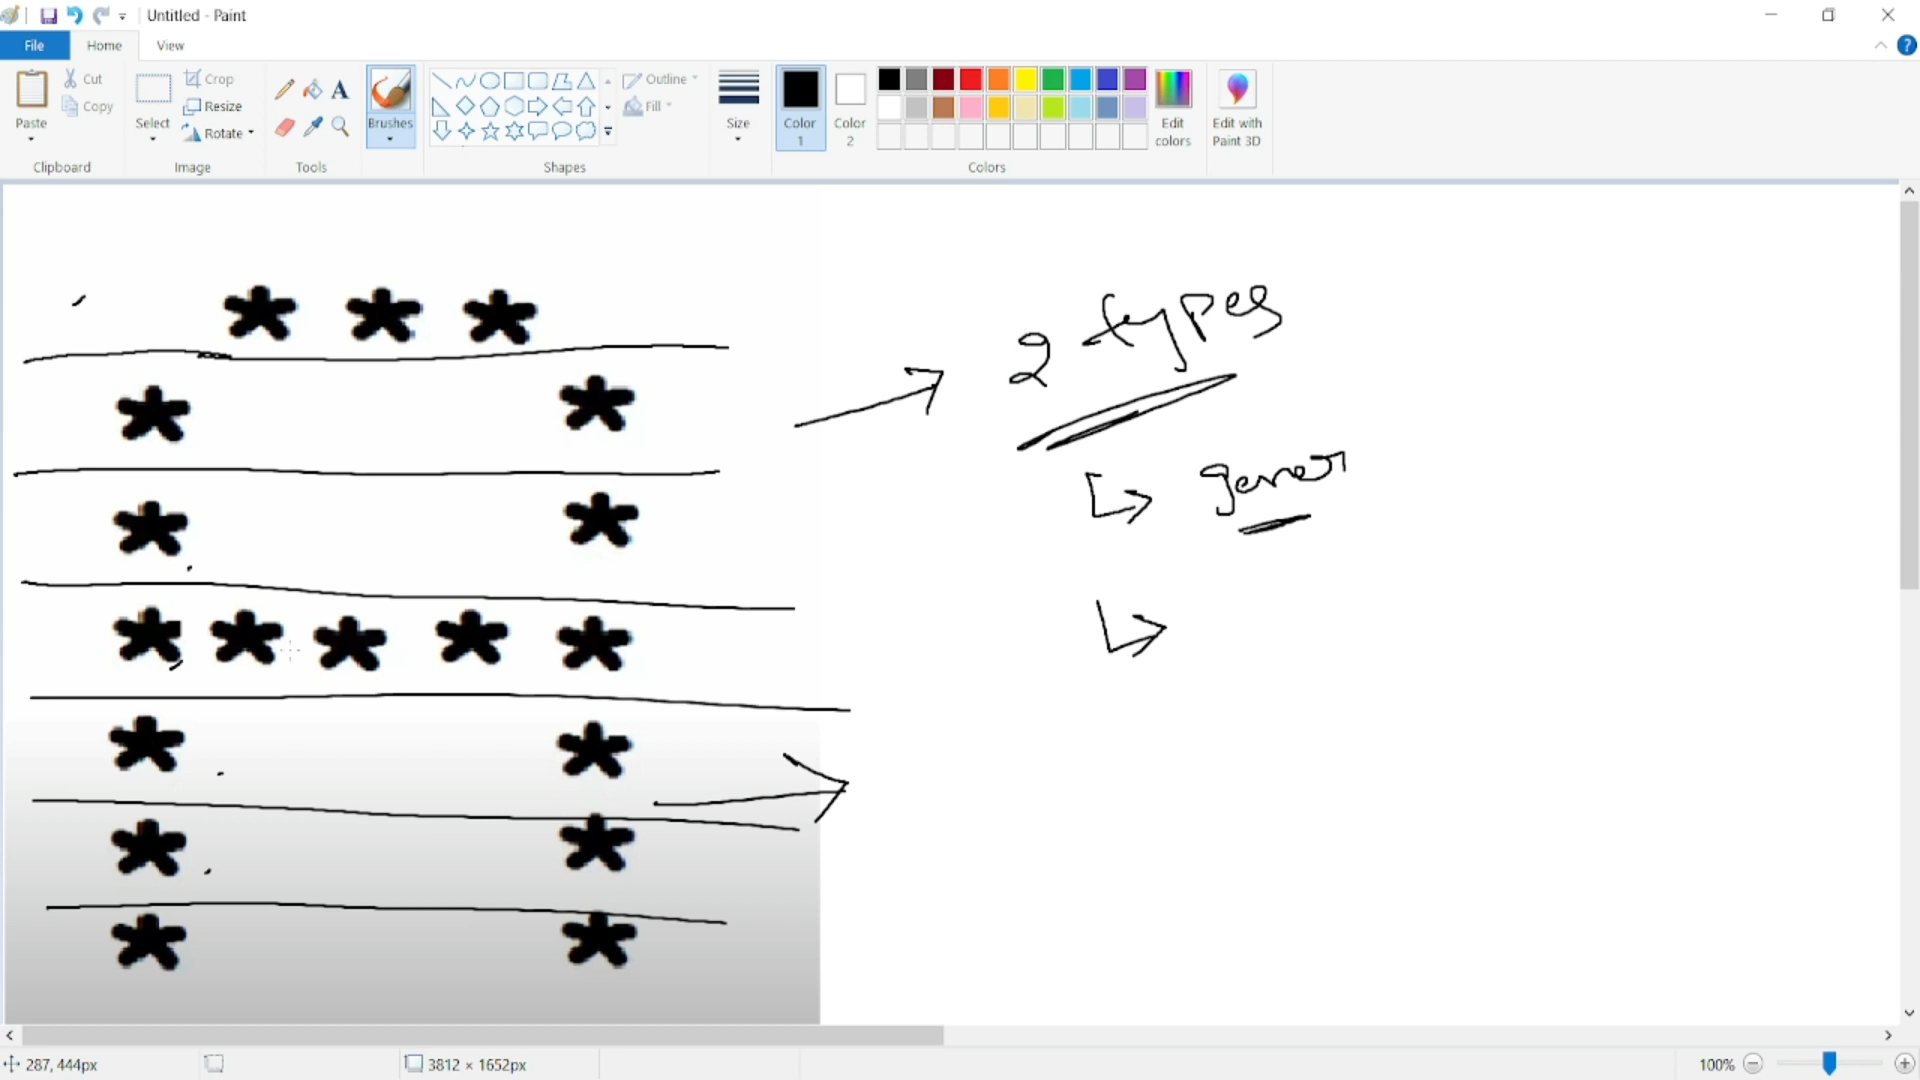 Untitled - Paint
File Home View
Paste
Cut
Copy
Clipboard
Select
Crop
Resize
Rotate
Image
Tools
Brushes
Shapes
Outline
Fill
Size
Color 1
Color 2
Edit colors
Edit with Paint 3D
Colors
* * *
* *
* *
* * * * *
* *
* *
* *
2 types
gener
287, 444px
3812 × 1652px
100%